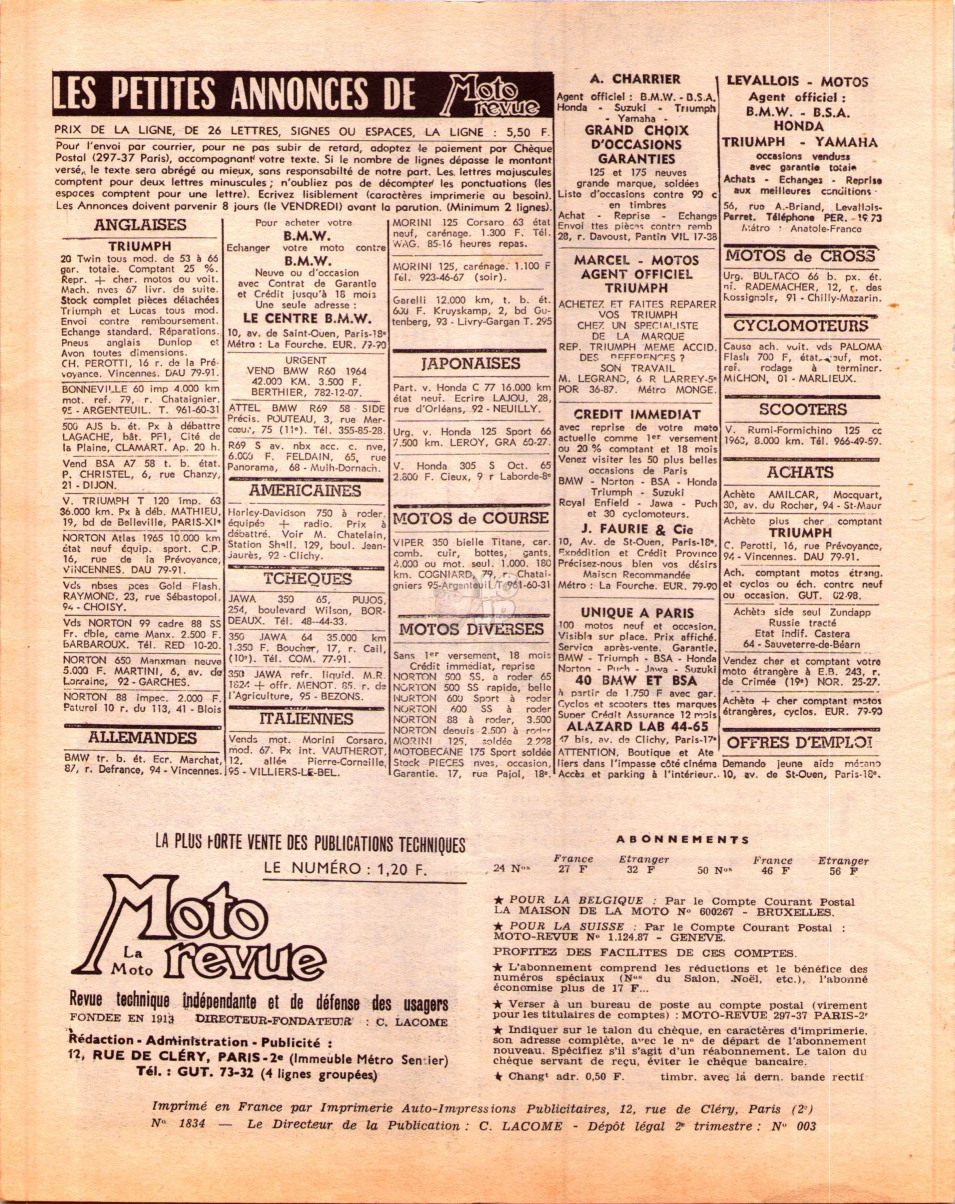 LES PETITES ANNONCES DE Moto revue
PRIX DE LA LIGNE, DE 26 LETTRES, SIGNES OU ESPACES, LA LIGNE : 5,50 F.
Pour l'envoi par courrier, pour ne pas subir de retard, adoptez le paiement par Chèque
Postal (297-37 Paris), accompagnant votre texte. Si le nombre de lignes dépasse le montant
versé, le texte sera abrégé au mieux, sans responsabilté de notre part. Les lettres majuscules
comptent pour deux lettres minuscules ; n'oubliez pas de décompter les ponctuations (les
espaces comptent pour une lettre). Ecrivez lisiblement (caractères imprimerie au besoin).
Les Annonces doivent parvenir 8 jours (le VENDREDI) avant la parution. (Minimum 2 lignes).
ANGLAISES
TRIUMPH
20 Twin tous mod. de 53 à 66
gar. totale. Comptant 25 %.
Repr. + cher. motos ou voit.
Mach. nves 67 livr. de suite.
Stock complet pièces détachées
Triumph et Lucas tous mod.
Envoi contre remboursement.
Echange standard. Réparations.
Pneus anglais Dunlop et
Avon toutes dimensions.
CH. PEROTTI, 16 r. de la Pré-
voyance. Vincennes. DAU 79-91.
BONNEVILLE 60 imp 4.000 km
mot. ref. 79, r. Chataignier,
95 - ARGENTEUIL. T. 961-60-31
500 AJS b. ét. Px à débattre
LAGACHE, bât. PF1, Cité de
la Plaine, CLAMART. Ap. 20 h.
Vend BSA A7 58 t. b. état.
P. CHRISTEL, 6, rue Chanzy,
21 - DIJON.
V. TRIUMPH T 120 imp. 63
36.000 km. Px à déb. MATHIEU,
19, bd de Belleville, PARIS-XIe
NORTON Atlas 1965 10.000 km
état neuf équip. sport. C.P.
16, rue de la Prévoyance,
VINCENNES. DAU 79-91.
Vds nbses pces Gold Flash.
RAYMOND. 23, rue Sébastopol,
94 - CHOISY.
Vds NORTON 99 cadre 88 SS
Fr. dble, came Manx. 2.500 F.
BARBAROUX. Tél. RED 10-20.
NORTON 650 Manxman neuve
5.000 F. MARTINI, 6, av. de
Lorraine, 92 - GARCHES.
NORTON 88 impec. 2.000 F.
Paturel 10 r. du 113, 41 - Blois
ALLEMANDES
BMW tr. b. ét. Ecr. Marchat,
87, r. Defrance, 94 - Vincennes.
Pour acheter votre
B.M.W.
Echanger votre moto contre
B.M.W.
Neuve ou d'occasion
avec Contrat de Garantie
et Crédit jusqu'à 18 mois
Une seule adresse :
LE CENTRE B.M.W.
10, av. de Saint-Ouen, Paris-18e
Métro : La Fourche. EUR. 79-90
URGENT
VEND BMW R60 1964
42.000 KM. 3.500 F.
BERTHIER, 782-12-07.
ATTEL BMW R69 58 SIDE
Précis. POUTEAU, 3, rue Mer-
cœur, 75 (11e). Tél. 355-85-28.
R69 S av. nbx acc. c. nve,
6.000 F. FELDAIN, 65, rue
Panorama, 68 - Mulh-Dornach.
AMERICAINES
Harley-Davidson 750 à roder,
équipée + radio. Prix à
débattre. Voir M. Chatelain,
Station Shell, 129, boul. Jean-
Jaurès, 92 - Clichy.
TCHEQUES
JAWA 350 65, PUJOS,
254, boulevard Wilson, BOR-
DEAUX. Tél. 48-44-33.
350 JAWA 64 35.000 km
1.350 F. Boucher, 17, r. Cail,
(10e). Tél. COM. 77-91.
350 JAWA refr. liquid. M.R.
1824 + offr. MENOT. 85. r. de
l'Agriculture, 95 - BEZONS.
ITALIENNES
Vends mot. Morini Corsaro,
mod. 67. Px int. VAUTHEROT,
12, allée Pierre-Corneille,
95 - VILLIERS-LE-BEL.
MORINI 125 Corsaro 63 état
neuf, carénage. 1.300 F. Tél.
WAG. 85-16 heures repas.
MORINI 125, carénage. 1.100 F
Tel. 923-46-67 (soir).
Garelli 12.000 km, t. b. ét.
600 F. Kruyskamp, 2, bd Gu-
tenberg, 93 - Livry-Gargan T. 295
JAPONAISES
Part. v. Honda C 77 16.000 km
état neuf. Ecrire LAJOU, 28,
rue d'Orléans, 92 - NEUILLY.
Urg. v. Honda 125 Sport 66
7.500 km. LEROY, GRA 60-27.
V. Honda 305 S Oct. 65
2.800 F. Cieux, 9 r Laborde-8e
MOTOS de COURSE
VIPER 350 bielle Titane, car.
comb. cuir, bottes, gants,
4.000 ou mot. seul. 1.000. 180
km. COGNIARD, 79, r. Chatai-
gniers 95-Argenteuil T. 961-60-31
MOTOS DIVERSES
Sans 1er versement, 18 mois
Crédit immédiat, reprise
NORTON 500 SS, à roder 65
NORTON 500 SS rapide, belle
NORTON 600 Sport à roder
NORTON 600 SS à roder
NORTON 88 à roder, 3.500
NORTON depuis 2.500 à roder
MORINI 125, soldée 2.228
MOTOBECANE 175 Sport soldée
Stock PIECES nves, occasion,
Garantie. 17, rue Pajol, 18e.
A. CHARRIER
Agent officiel : B.M.W. - B.S.A.
Honda - Suzuki - Triumph
- Yamaha -
GRAND CHOIX
D'OCCASIONS
GARANTIES
125 et 175 neuves
grande marque, soldées
Liste d'occasions contre 90 c
en timbres
Achat - Reprise - Echange
Envoi ttes pièces contre remb
28, r. Davoust, Pantin VIL 17-38
MARCEL - MOTOS
AGENT OFFICIEL
TRIUMPH
ACHETEZ ET FAITES REPARER
VOS TRIUMPH
CHEZ UN SPECIALISTE
DE LA MARQUE
REP. TRIUMPH MEME ACCID.
DES REFERENCES ?
SON TRAVAIL
M. LEGRAND, 6 R LARREY-5e
POR 36-87. Métro MONGE.
CREDIT IMMEDIAT
avec reprise de votre moto
actuelle comme 1er versement
ou 20 % comptant et 18 mois
Venez visiter les 50 plus belles
occasions de Paris
BMW - Norton - BSA - Honda
Triumph - Suzuki
Royal Enfield - Jawa - Puch
et 30 cyclomoteurs.
J. FAURIE & Cie
10, Av. de St-Ouen, Paris-18e.
Expédition et Crédit Province
Précisez-nous bien vos désirs
Maison Recommandée
Métro : La Fourche. EUR. 79-90
UNIQUE A PARIS
100 motos neuf et occasion.
Visible sur place. Prix affiché.
Service après-vente. Garantie.
BMW - Triumph - BSA - Honda
Norton - Puch - Jawa - Suzuki
40 BMW ET BSA
à partir de 1.750 F avec gar.
Cyclos et scooters ttes marques
Super Crédit Assurance 12 mois
ALAZARD LAB 44-65
47 bis, av. de Clichy, Paris-17e
ATTENTION, Boutique et Ate
liers dans l'impasse côté cinéma
Accès et parking à l'intérieur.
LEVALLOIS - MOTOS
Agent officiel :
B.M.W. - B.S.A.
HONDA
TRIUMPH - YAMAHA
occasions vendues
avec garantie totale
Achats - Echanges - Reprise
aux meilleures conditions
56, rue A.-Briand, Levallois-
Perret. Téléphone PER. 19 73
Métro : Anatole-France
MOTOS de CROSS
Urg. BULTACO 66 b. px. ét.
nf. RADEMACHER, 12, r. des
Rossignols, 91 - Chilly-Mazarin.
CYCLOMOTEURS
Cause ach. voit. vds PALOMA
Flash 700 F, état neuf, mot.
ref. rodage à terminer.
MICHON, 01 - MARLIEUX.
SCOOTERS
V. Rumi-Formichino 125 cc
1960, 8.000 km. Tél. 966-49-59.
ACHATS
Achète AMILCAR, Mocquart,
30, av. du Rocher, 94 - St-Maur
Achète plus cher comptant
TRIUMPH
C. Perotti, 16, rue Prévoyance,
94 - Vincennes. DAU 79-91.
Ach. comptant motos étrang.
et cyclos ou éch. contre neuf
ou occasion. GUT. 02-98.
Achète side seul Zundapp
Russie tracté
Etat indif. Castera
64 - Sauveterre-de-Béarn
Vendez cher et comptant votre
moto étrangère à E.B. 243, r.
de Crimée (19e) NOR. 25-27.
Achète + cher comptant motos
étrangères, cyclos. EUR. 79-90
OFFRES D'EMPLOI
Demande jeune aide mécano
10, av. de St-Ouen, Paris-18e.
LA PLUS FORTE VENTE DES PUBLICATIONS TECHNIQUES
LE NUMÉRO : 1,20 F.
La Moto
Moto revue
Revue technique indépendante et de défense des usagers
FONDEE EN 1913 DIRECTEUR-FONDATEUR : C. LACOME
Rédaction - Administration - Publicité :
12, RUE DE CLÉRY, PARIS-2e (Immeuble Métro Sentier)
Tél. : GUT. 73-32 (4 lignes groupées)
ABONNEMENTS
France Etranger France Etranger
24 Nos 27 F 32 F 50 Nos 46 F 56 F
★ POUR LA BELGIQUE : Par le Compte Courant Postal
LA MAISON DE LA MOTO No 600267 - BRUXELLES.
★ POUR LA SUISSE : Par le Compte Courant Postal :
MOTO-REVUE No 1.124.87 - GENEVE.
PROFITEZ DES FACILITES DE CES COMPTES.
★ L'abonnement comprend les réductions et le bénéfice des
numéros spéciaux (Nos du Salon, Noël, etc.), l'abonné
économise plus de 17 F...
★ Verser à un bureau de poste au compte postal (virement
pour les titulaires de comptes) : MOTO-REVUE 297-37 PARIS-2e
★ Indiquer sur le talon du chèque, en caractères d'imprimerie.
son adresse complète, avec le no de départ de l'abonnement
nouveau. Spécifiez s'il s'agit d'un réabonnement. Le talon du
chèque servant de reçu, éviter le chèque bancaire.
★ Changt adr. 0,50 F. timbr. avec la dern. bande rectif
Imprimé en France par Imprimerie Auto-Impressions Publicitaires, 12, rue de Cléry, Paris (2e)
No 1834 — Le Directeur de la Publication : C. LACOME - Dépôt légal 2e trimestre : No 003